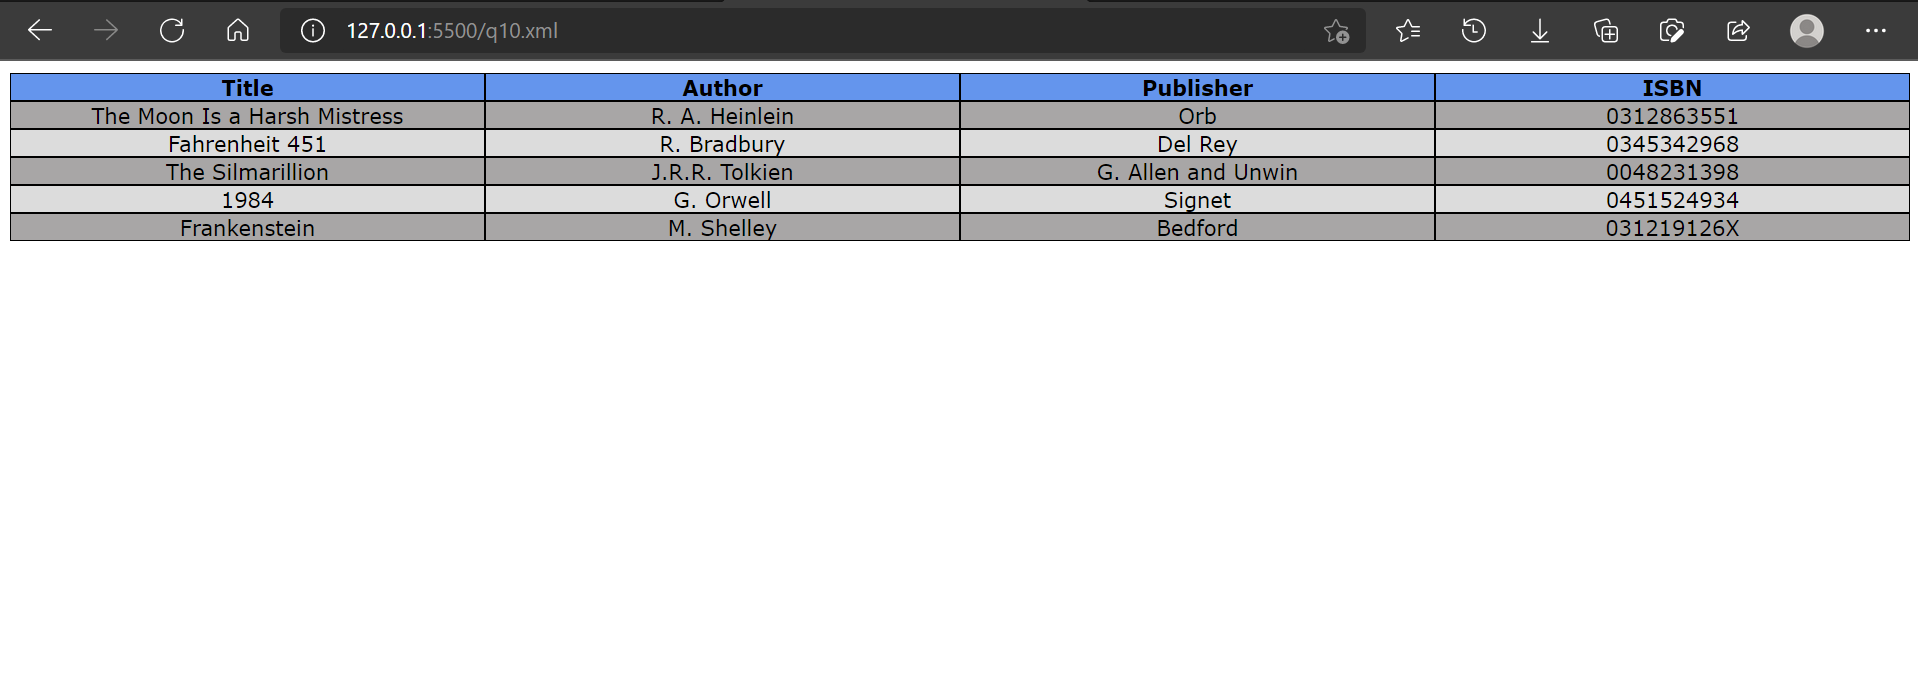 127.0.0.1:5500/q10.xml
Title Author Publisher ISBN
The Moon Is a Harsh Mistress R. A. Heinlein Orb 0312863551
Fahrenheit 451 R. Bradbury Del Rey 0345342968
The Silmarillion J.R.R. Tolkien G. Allen and Unwin 0048231398
1984 G. Orwell Signet 0451524934
Frankenstein M. Shelley Bedford 031219126X